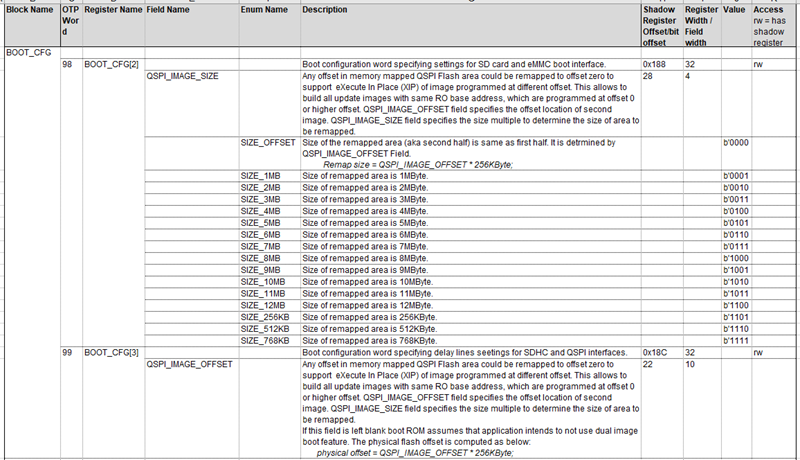 Block Name OTP Wor d Register Name Field Name Enum Name Description Shadow Register Offset/bit offset Register Width / Field width Value Access rw = has shadow register
BOOT_CFG
98 BOOT_CFG[2] Boot configuration word specifying settings for SD card and eMMC boot interface. 0x188 32 rw
QSPI_IMAGE_SIZE Any offset in memory mapped QSPI Flash area could be remapped to offset zero to 28 4
support eXecute In Place (XIP) of image programmed at different offset. This allows to
build all update images with same RO base address, which are programmed at offset 0
or higher offset. QSPI_IMAGE_OFFSET field specifies the offset location of second
image. QSPI_IMAGE_SIZE field specifies the size multiple to determine the size of area to
be remapped.
SIZE_OFFSET Size of the remapped area (aka second half) is same as first half. It is detrmied by b'0000
QSPI_IMAGE_OFFSET Field.
Remap size = QSPI_IMAGE_OFFSET * 256KByte;
SIZE_1MB Size of remapped area is 1MByte. b'0001
SIZE_2MB Size of remapped area is 2MByte. b'0010
SIZE_3MB Size of remapped area is 3MByte. b'0011
SIZE_4MB Size of remapped area is 4MByte. b'0100
SIZE_5MB Size of remapped area is 5MByte. b'0101
SIZE_6MB Size of remapped area is 6MByte. b'0110
SIZE_7MB Size of remapped area is 7MByte. b'0111
SIZE_8MB Size of remapped area is 8MByte. b'1000
SIZE_9MB Size of remapped area is 9MByte. b'1001
SIZE_10MB Size of remapped area is 10MByte. b'1010
SIZE_11MB Size of remapped area is 11MByte. b'1011
SIZE_12MB Size of remapped area is 12MByte. b'1100
SIZE_256KB Size of remapped area is 256KByte. b'1101
SIZE_512KB Size of remapped area is 512KByte. b'1110
SIZE_768KB Size of remapped area is 768KByte. b'1111
99 BOOT_CFG[3] Boot configuration word specifying delay lines seetings for SDHC and QSPI interfaces. 0x18C 32 rw
QSPI_IMAGE_OFFSET Any offset in memory mapped QSPI Flash area could be remapped to offset zero to 22 10
support eXecute In Place (XIP) of image programmed at different offset. This allows to
build all update images with same RO base address, which are programmed at offset 0
or higher offset. QSPI_IMAGE_OFFSET field specifies the offset location of second
image. QSPI_IMAGE_SIZE field specifies the size multiple to determine the size of area to
be remapped.
If this field is left blank boot ROM assumes that application intends to not use dual image
boot feature. The physical flash offset is computed as below:
physical offset = QSPI_IMAGE_OFFSET * 256KByte;